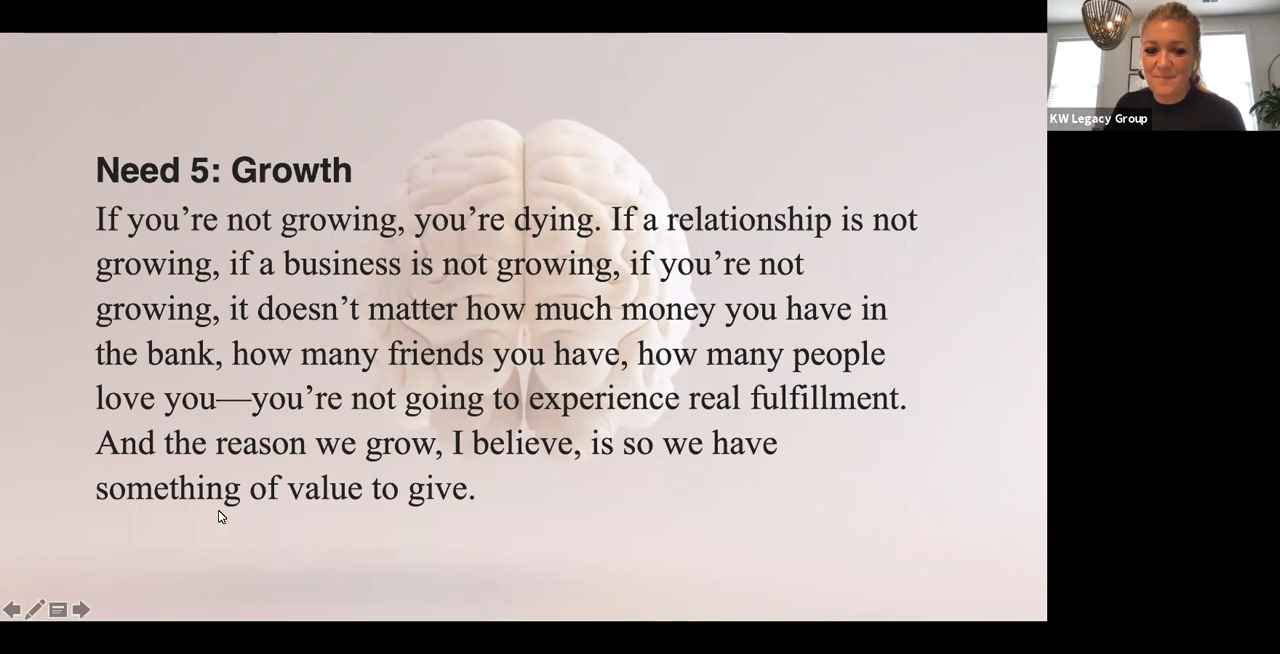 Need 5: Growth
If you’re not growing, you’re dying. If a relationship is not
growing, if a business is not growing, if you’re not
growing, it doesn’t matter how much money you have in
the bank, how many friends you have, how many people
love you—you’re not going to experience real fulfillment.
And the reason we grow, I believe, is so we have
something of value to give.
KW Legacy Group